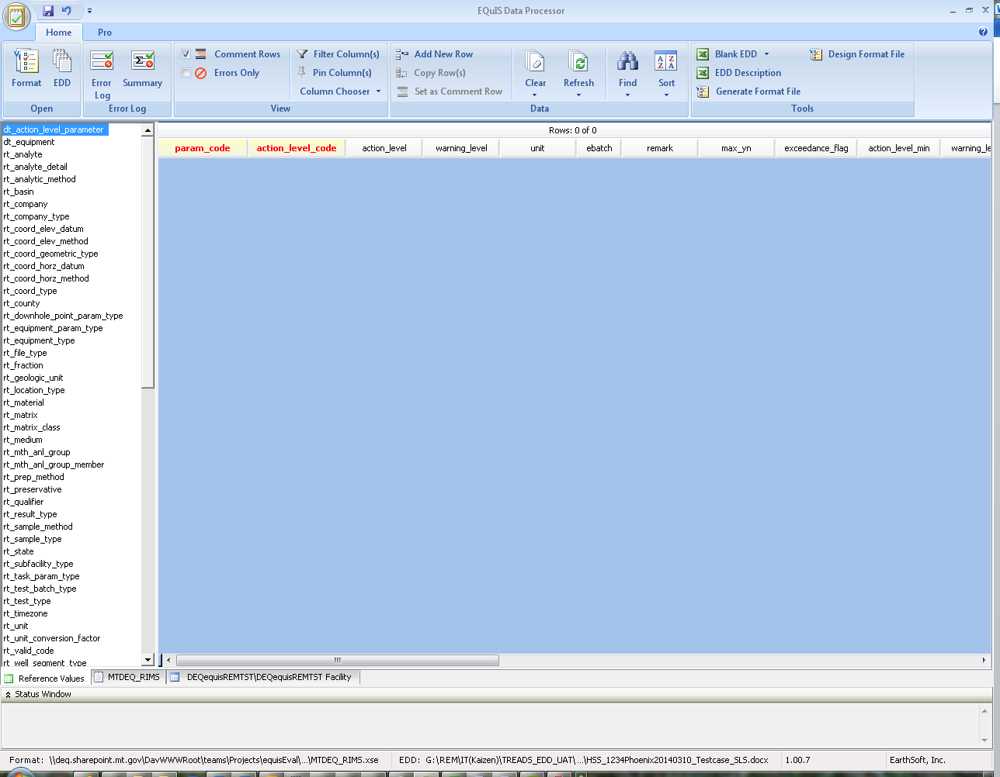 EQuIS Data Processor
Home Pro
Format EDD Error Log Summary
Open Error Log
Comment Rows Filter Column(s)
Errors Only Pin Column(s)
Column Chooser
View
Add New Row
Copy Row(s)
Set as Comment Row
Clear Refresh Find Sort
Data
Blank EDD Design Format File
EDD Description
Generate Format File
Tools
Rows: 0 of 0
param_code action_level_code action_level warning_level unit ebatch remark max_yn exceedance_flag action_level_min warning_le
dt_action_level_parameter
dt_equipment
rt_analyte
rt_analyte_detail
rt_analytic_method
rt_basin
rt_company
rt_company_type
rt_coord_elev_datum
rt_coord_elev_method
rt_coord_geometric_type
rt_coord_horz_datum
rt_coord_horz_method
rt_coord_type
rt_county
rt_downhole_point_param_type
rt_equipment_param_type
rt_equipment_type
rt_file_type
rt_fraction
rt_geologic_unit
rt_location_type
rt_material
rt_matrix
rt_matrix_class
rt_medium
rt_mth_anl_group
rt_mth_anl_group_member
rt_prep_method
rt_preservative
rt_qualifier
rt_result_type
rt_sample_method
rt_sample_type
rt_state
rt_subfacility_type
rt_task_param_type
rt_test_batch_type
rt_test_type
rt_timezone
rt_unit
rt_unit_conversion_factor
rt_valid_code
rt_well_segment_type
Reference Values MTDEQ_RIMS DEQequisREMTST\DEQequisREMTST Facility
Status Window
Format: \\deq.sharepoint.mt.gov\DavWWWRoot\teams\Projects\equisEval\...\MTDEQ_RIMS.xse EDD: G:\REM\IT(Kaizen)\TREADS_EDD_UAT\...\HSS_1234Phoenix20140310_Testcase_SLS.docx 1.00.7 EarthSoft, Inc.